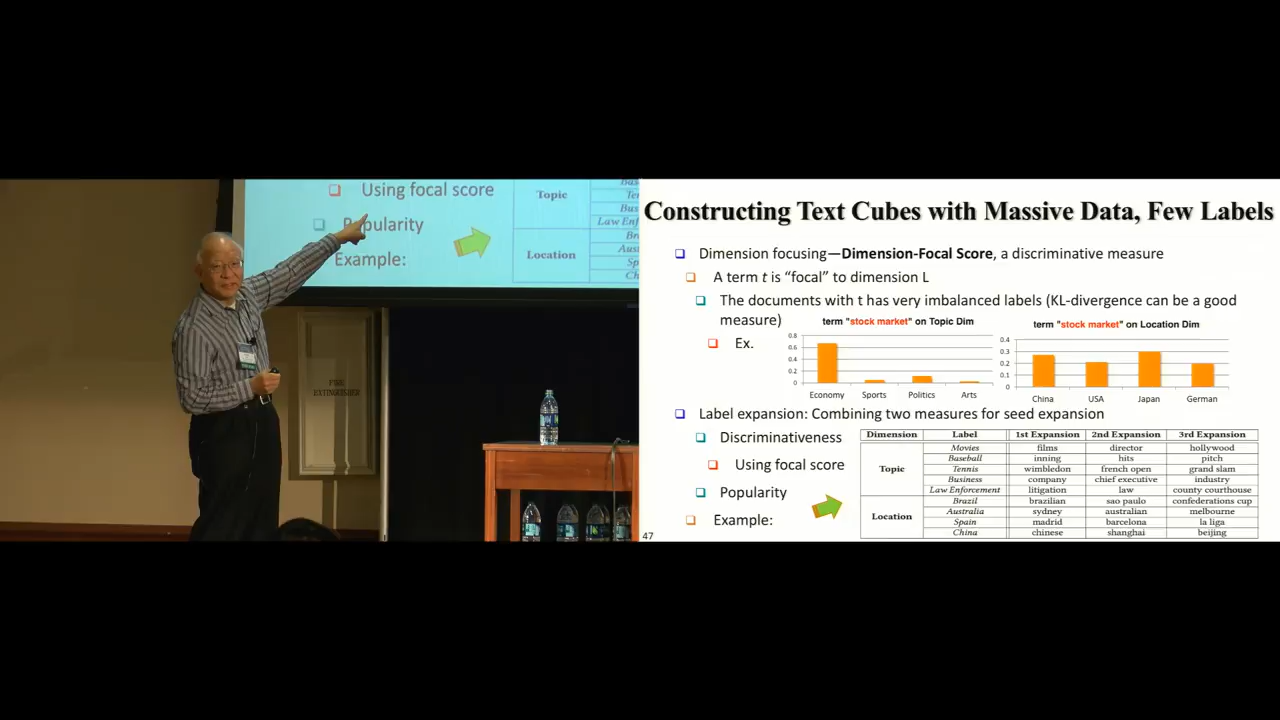 Using focal score
Popularity
Example:
Topic
Location
FIRE
EXTINGUISHER
Constructing Text Cubes with Massive Data, Few Labels
Dimension focusing—Dimension-Focal Score, a discriminative measure
A term t is “focal” to dimension L
The documents with t has very imbalanced labels (KL-divergence can be a good
measure)
Ex.
term "stock market" on Topic Dim
0.8
0.6
0.4
0.2
0
Economy Sports Politics Arts
term "stock market" on Location Dim
0.4
0.3
0.2
0.1
0
China USA Japan German
Label expansion: Combining two measures for seed expansion
Discriminativeness
Using focal score
Popularity
Example:
Dimension Label 1st Expansion 2nd Expansion 3rd Expansion
Topic
Movies films director hollywood
Baseball inning hits pitch
Tennis wimbledon french open grand slam
Business company chief executive industry
Law Enforcement litigation law county courthouse
Location
Brazil brazilian sao paulo confederations cup
Australia sydney australian melbourne
Spain madrid barcelona la liga
China chinese shanghai beijing
47